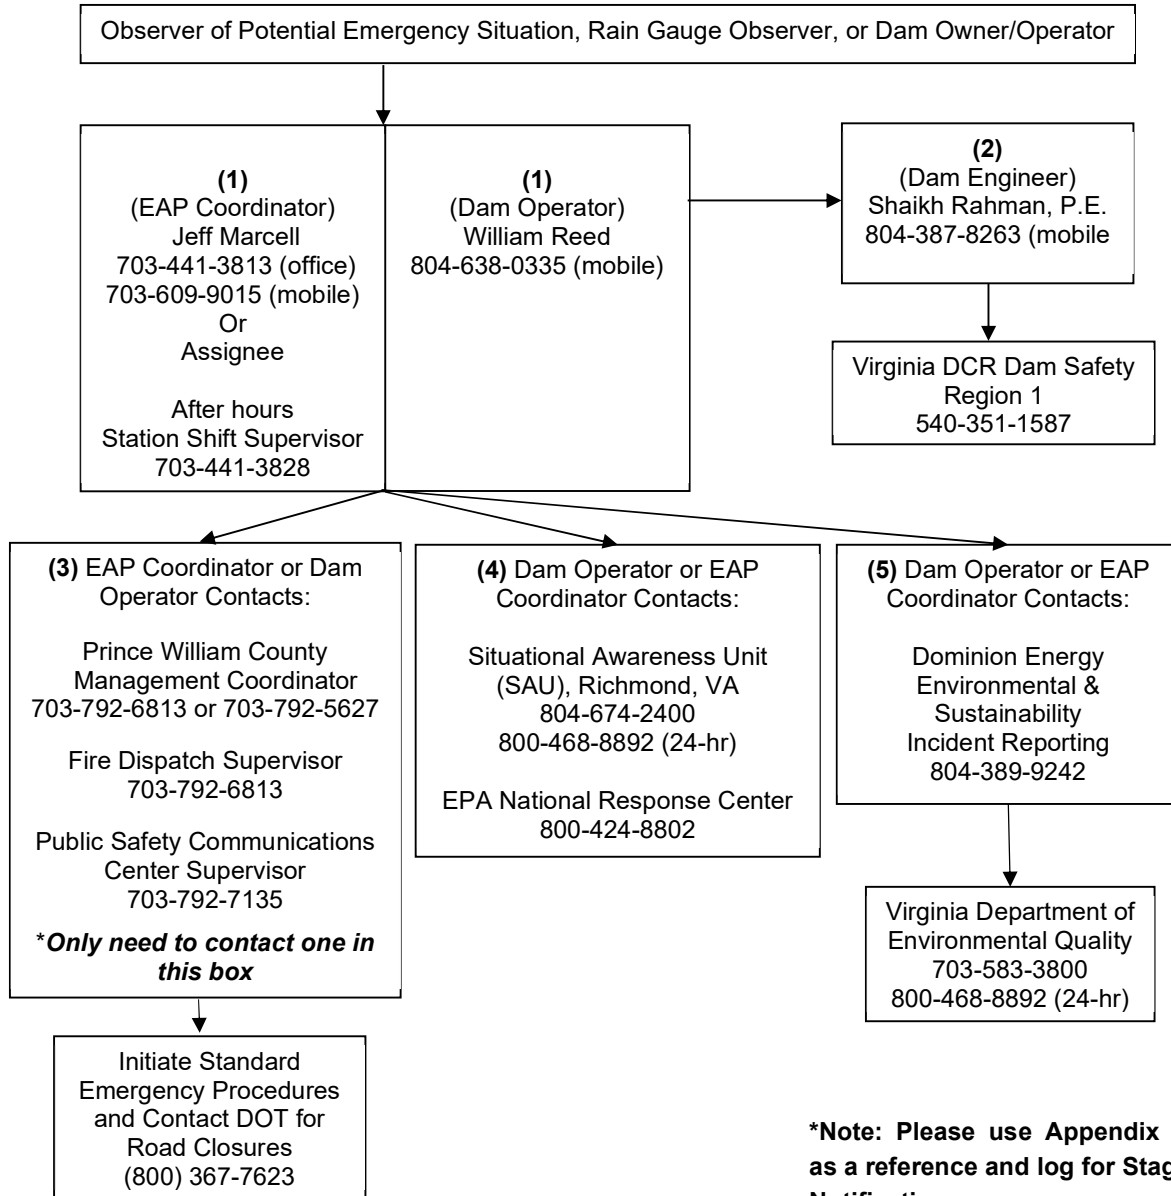 Observer of Potential Emergency Situation, Rain Gauge Observer, or Dam Owner/Operator
(1)
(EAP Coordinator)
Jeff Marcell
703-441-3813 (office)
703-609-9015 (mobile)
Or
Assignee
After hours
Station Shift Supervisor
703-441-3828
(1)
(Dam Operator)
William Reed
804-638-0335 (mobile)
(2)
(Dam Engineer)
Shaikh Rahman, P.E.
804-387-8263 (mobile
Virginia DCR Dam Safety
Region 1
540-351-1587
(3) EAP Coordinator or Dam
Operator Contacts:
Prince William County
Management Coordinator
703-792-6813 or 703-792-5627
Fire Dispatch Supervisor
703-792-6813
Public Safety Communications
Center Supervisor
703-792-7135
*Only need to contact one in
this box
Initiate Standard
Emergency Procedures
and Contact DOT for
Road Closures
(800) 367-7623
(4) Dam Operator or EAP
Coordinator Contacts:
Situational Awareness Unit
(SAU), Richmond, VA
804-674-2400
800-468-8892 (24-hr)
EPA National Response Center
800-424-8802
(5) Dam Operator or EAP
Coordinator Contacts:
Dominion Energy
Environmental &
Sustainability
Incident Reporting
804-389-9242
Virginia Department of
Environmental Quality
703-583-3800
800-468-8892 (24-hr)
*Note: Please use Appendix
as a reference and log for Stag